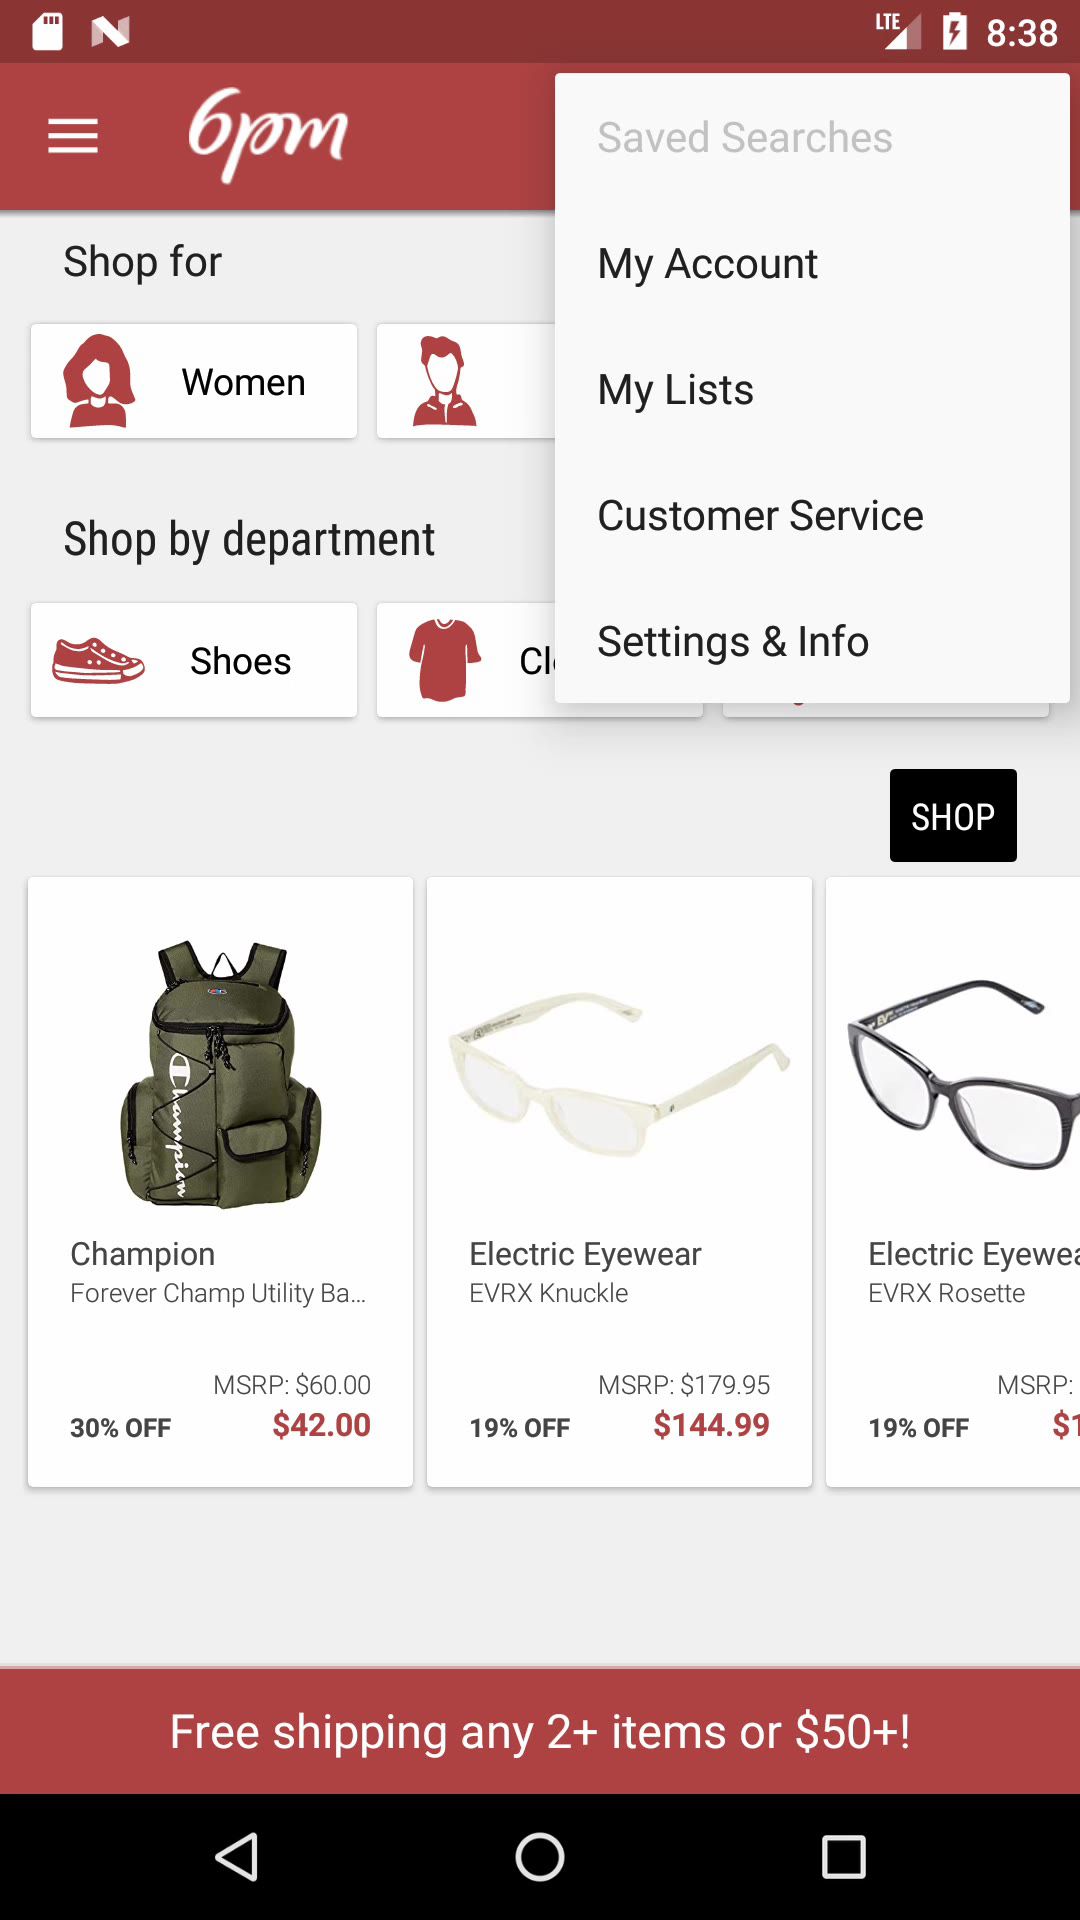 LTE 8:38
6pm
Saved Searches
My Account
My Lists
Customer Service
Settings & Info
Shop for
Women
Shop by department
Shoes
Cl
SHOP
Champion
Champion
Forever Champ Utility Ba...
MSRP: $60.00
30% OFF $42.00
Electric Eyewear
EVRX Knuckle
MSRP: $179.95
19% OFF $144.99
Electric Eyewea
EVRX Rosette
MSRP:
19% OFF $1
Free shipping any 2+ items or $50+!